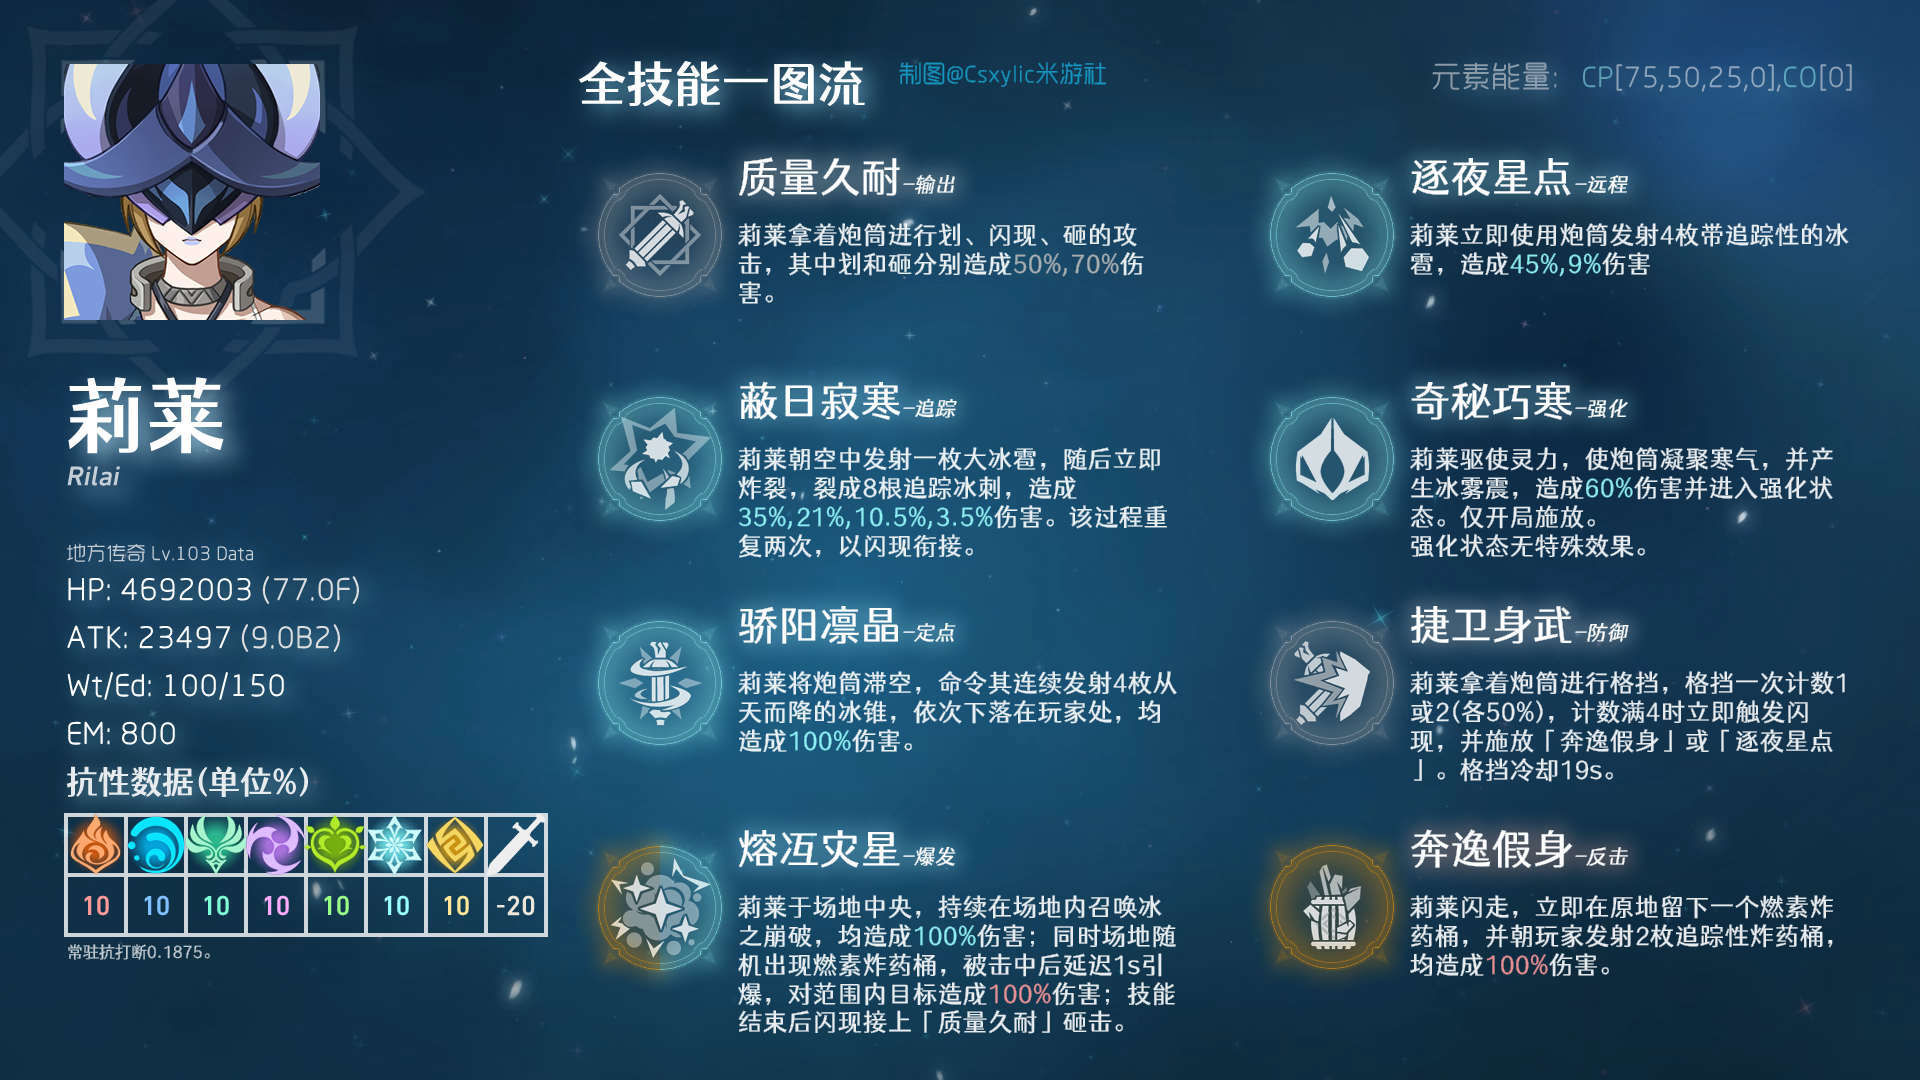 全技能一图流
制图@Csxylic米游社
元素能量： CP[75,50,25,0],CO[0]
莉莱
Rilai
地方传奇 Lv.103 Data
HP: 4692003 (77.0F)
ATK: 23497 (9.0B2)
Wt/Ed: 100/150
EM: 800
抗性数据(单位%)
10 10 10 10 10 10 10 -20
常驻抗打断0.1875。
质量久耐-输出
莉莱拿着炮筒进行划、闪现、砸的攻
击，其中划和砸分别造成50%,70%伤
害。
逐夜星点-远程
莉莱立即使用炮筒发射4枚带追踪性的冰
雹，造成45%,9%伤害
蔽日寂寒-追踪
莉莱朝空中发射一枚大冰雹，随后立即
炸裂，裂成8根追踪冰刺，造成
35%,21%,10.5%,3.5%伤害。该过程重
复两次，以闪现衔接。
奇秘巧寒-强化
莉莱驱使灵力，使炮筒凝聚寒气，并产
生冰雾震，造成60%伤害并进入强化状
态。仅开局施放。
强化状态无特殊效果。
骄阳凛晶-定点
莉莱将炮筒滞空，命令其连续发射4枚从
天而降的冰锥，依次下落在玩家处，均
造成100%伤害。
捷卫身武-防御
莉莱拿着炮筒进行格挡，格挡一次计数1
或2(各50%)，计数满4时立即触发闪
现，并施放「奔逸假身」或「逐夜星点
」。格挡冷却19s。
熔冱灾星-爆发
莉莱于场地中央，持续在场地内召唤冰
之崩破，均造成100%伤害；同时场地随
机出现燃素炸药桶，被击中后延迟1s引
爆，对范围内目标造成100%伤害；技能
结束后闪现接上「质量久耐」砸击。
奔逸假身-反击
莉莱闪走，立即在原地留下一个燃素炸
药桶，并朝玩家发射2枚追踪性炸药桶，
均造成100%伤害。